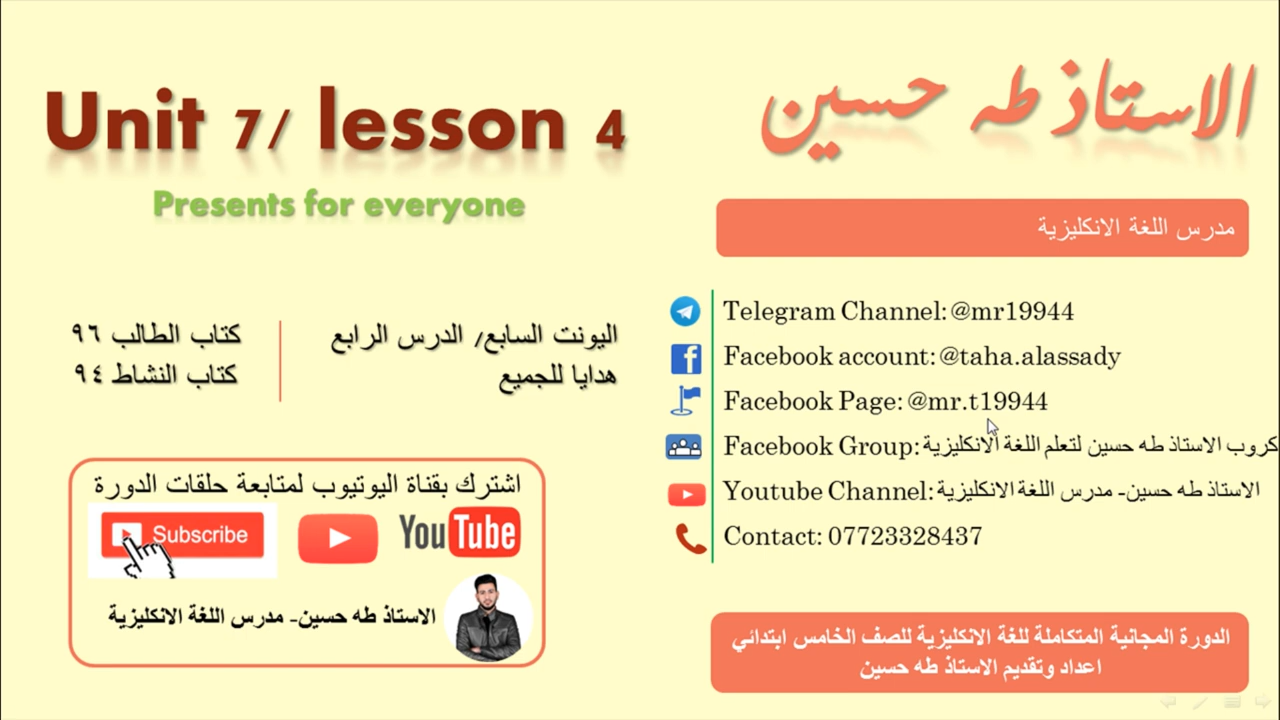 Unit 7/ lesson 4
Presents for everyone
اليونت السابع/ الدرس الرابع
هدايا للجميع
كتاب الطالب ٩٦
كتاب النشاط ٩٤
اشترك بقناة اليوتيوب لمتابعة حلقات الدورة
Subscribe
YouTube
الاستاذ طه حسين- مدرس اللغة الانكليزية
الاستاذ طه حسين
مدرس اللغة الانكليزية
Telegram Channel: @mr19944
Facebook account: @taha.alassady
Facebook Page: @mr.t19944
Facebook Group: كروب الاستاذ طه حسين لتعلم اللغة الانكليزية
Youtube Channel: الاستاذ طه حسين- مدرس اللغة الانكليزية
Contact: 07723328437
الدورة المجانية المتكاملة للغة الانكليزية للصف الخامس ابتدائي
اعداد وتقديم الاستاذ طه حسين